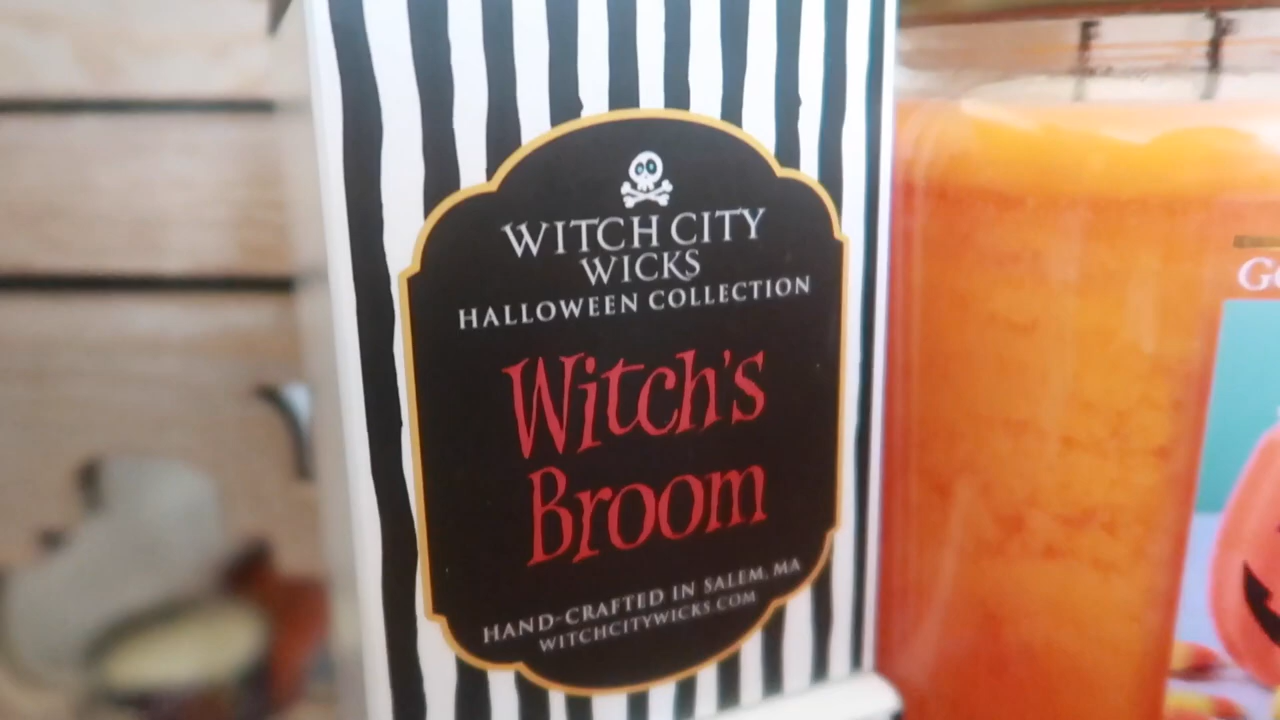 WITCH CITY
WICKS
HALLOWEEN COLLECTION
Witch's
Broom
HAND-CRAFTED IN SALEM, MA
WITCHCITYWICKS.COM